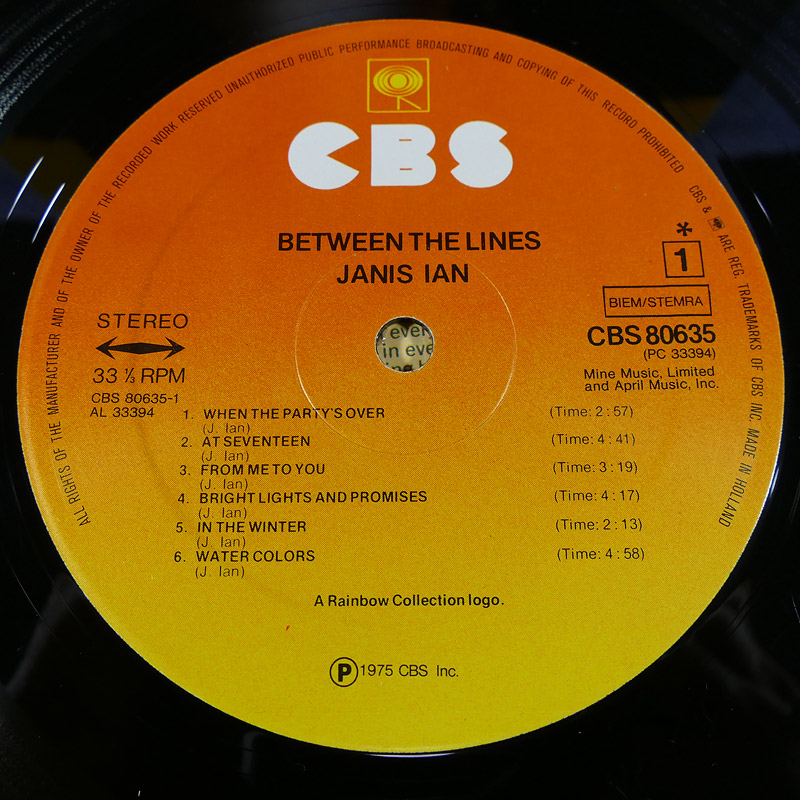 ALL RIGHTS OF THE MANUFACTURER AND OF THE OWNER OF THE RECORDED WORK RESERVED UNAUTHORIZED PUBLIC PERFORMANCE BROADCASTING AND COPYING OF THIS RECORD PROHIBITED CBS & ARE REG. TRADEMARKS OF CBS INC. MADE IN HOLLAND
CBS
BETWEEN THE LINES
JANIS IAN
*
1
BIEM/STEMRA
STEREO
33 ⅓ RPM
CBS 80635-1
AL 33394
CBS 80635
(PC 33394)
Mine Music, Limited
and April Music, Inc.
1. WHEN THE PARTY'S OVER (Time: 2:57)
(J. Ian)
2. AT SEVENTEEN (Time: 4:41)
(J. Ian)
3. FROM ME TO YOU (Time: 3:19)
(J. Ian)
4. BRIGHT LIGHTS AND PROMISES (Time: 4:17)
(J. Ian)
5. IN THE WINTER (Time: 2:13)
(J. Ian)
6. WATER COLORS (Time: 4:58)
(J. Ian)
A Rainbow Collection logo.
Ⓟ 1975 CBS Inc.
in